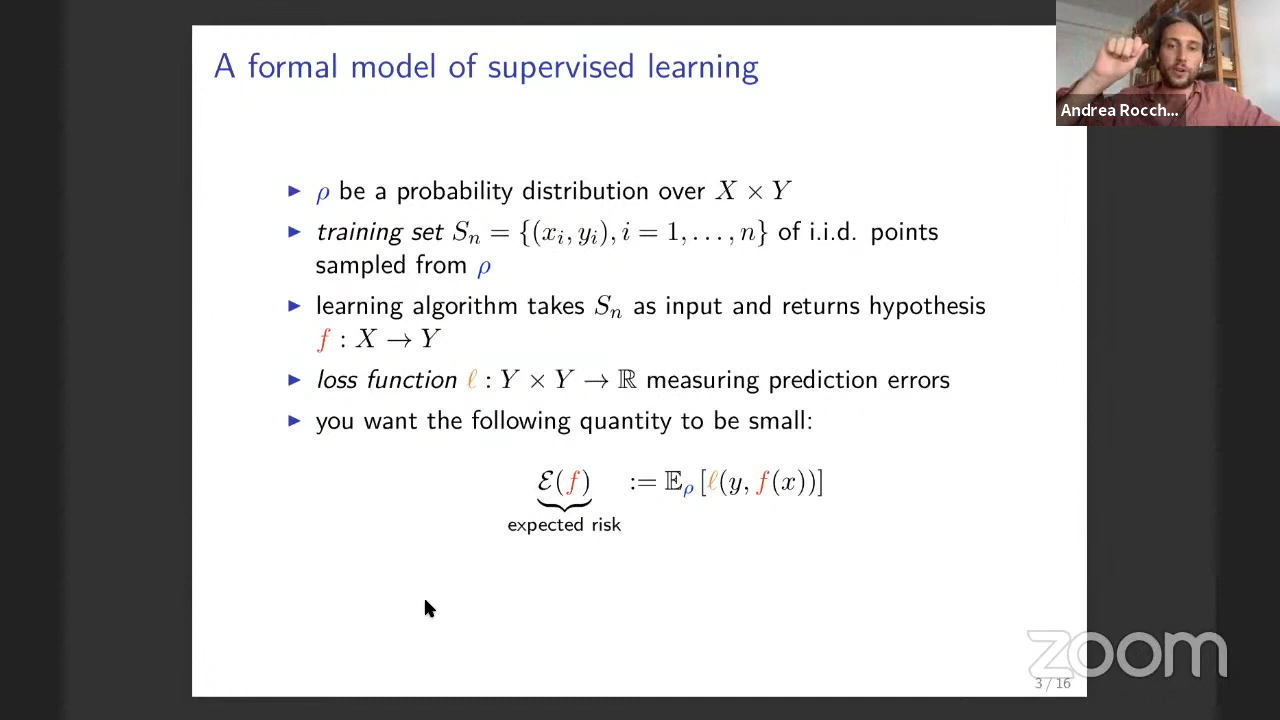 A formal model of supervised learning
Andrea Rocch...
▶ ρ be a probability distribution over X × Y
▶ training set Sₙ = {(xᵢ, yᵢ), i = 1, . . . , n} of i.i.d. points
sampled from ρ
▶ learning algorithm takes Sₙ as input and returns hypothesis
f : X → Y
▶ loss function ℓ : Y × Y → ℝ measuring prediction errors
▶ you want the following quantity to be small:
ℰ(f) := 𝔼ρ [ℓ(y, f(x))]
expected risk
zoom
3 / 16